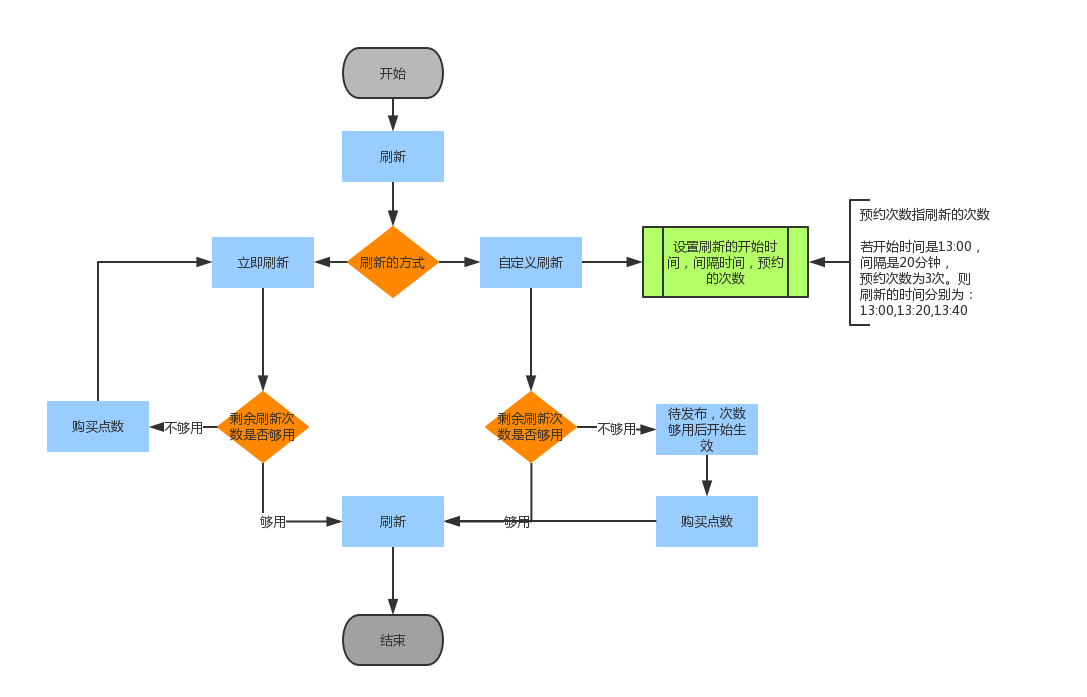 开始
刷新
刷新的方式
立即刷新
自定义刷新
设置刷新的开始时
间，间隔时间，预约
的次数
预约次数指刷新的次数
若开始时间是13:00，
间隔是20分钟，
预约次数为3次。则
刷新的时间分别为：
13:00,13:20,13:40
购买点数
不够用
剩余刷新次
数是否够用
剩余刷新次
数是否够用
不够用
待发布，次数
够用后开始生
效
够用
刷新
够用
购买点数
结束